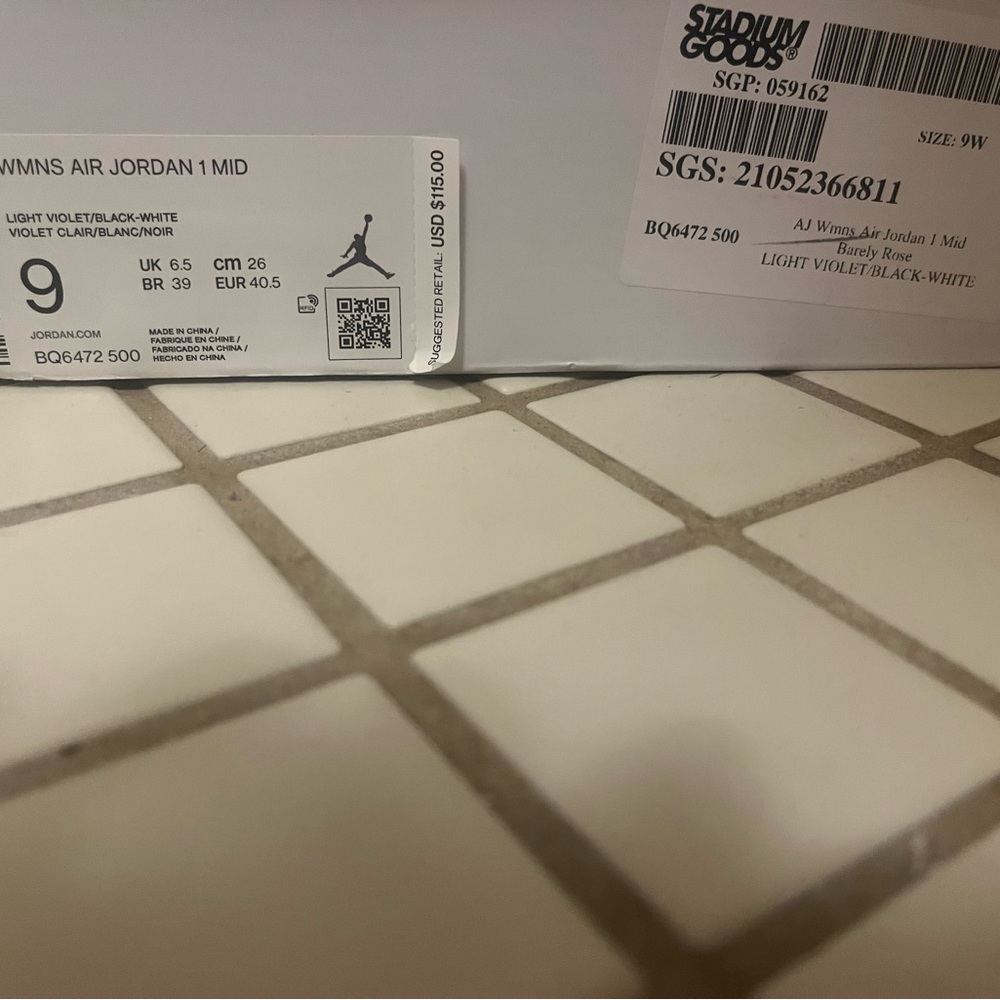 WMNS AIR JORDAN 1 MID
LIGHT VIOLET/BLACK-WHITE
VIOLET CLAIR/BLANC/NOIR
9
UK 6.5 cm 26
BR 39 EUR 40.5
RFID
JORDAN.COM
BQ6472 500
MADE IN CHINA /
FABRIQUE EN CHINE /
FABRICADO NA CHINA /
HECHO EN CHINA
SUGGESTED RETAIL: USD $115.00
STADIUM
GOODS®
SGP: 059162
SIZE: 9W
SGS: 21052366811
BQ6472 500
AJ Wmns Air Jordan 1 Mid
Barely Rose
LIGHT VIOLET/BLACK-WHITE